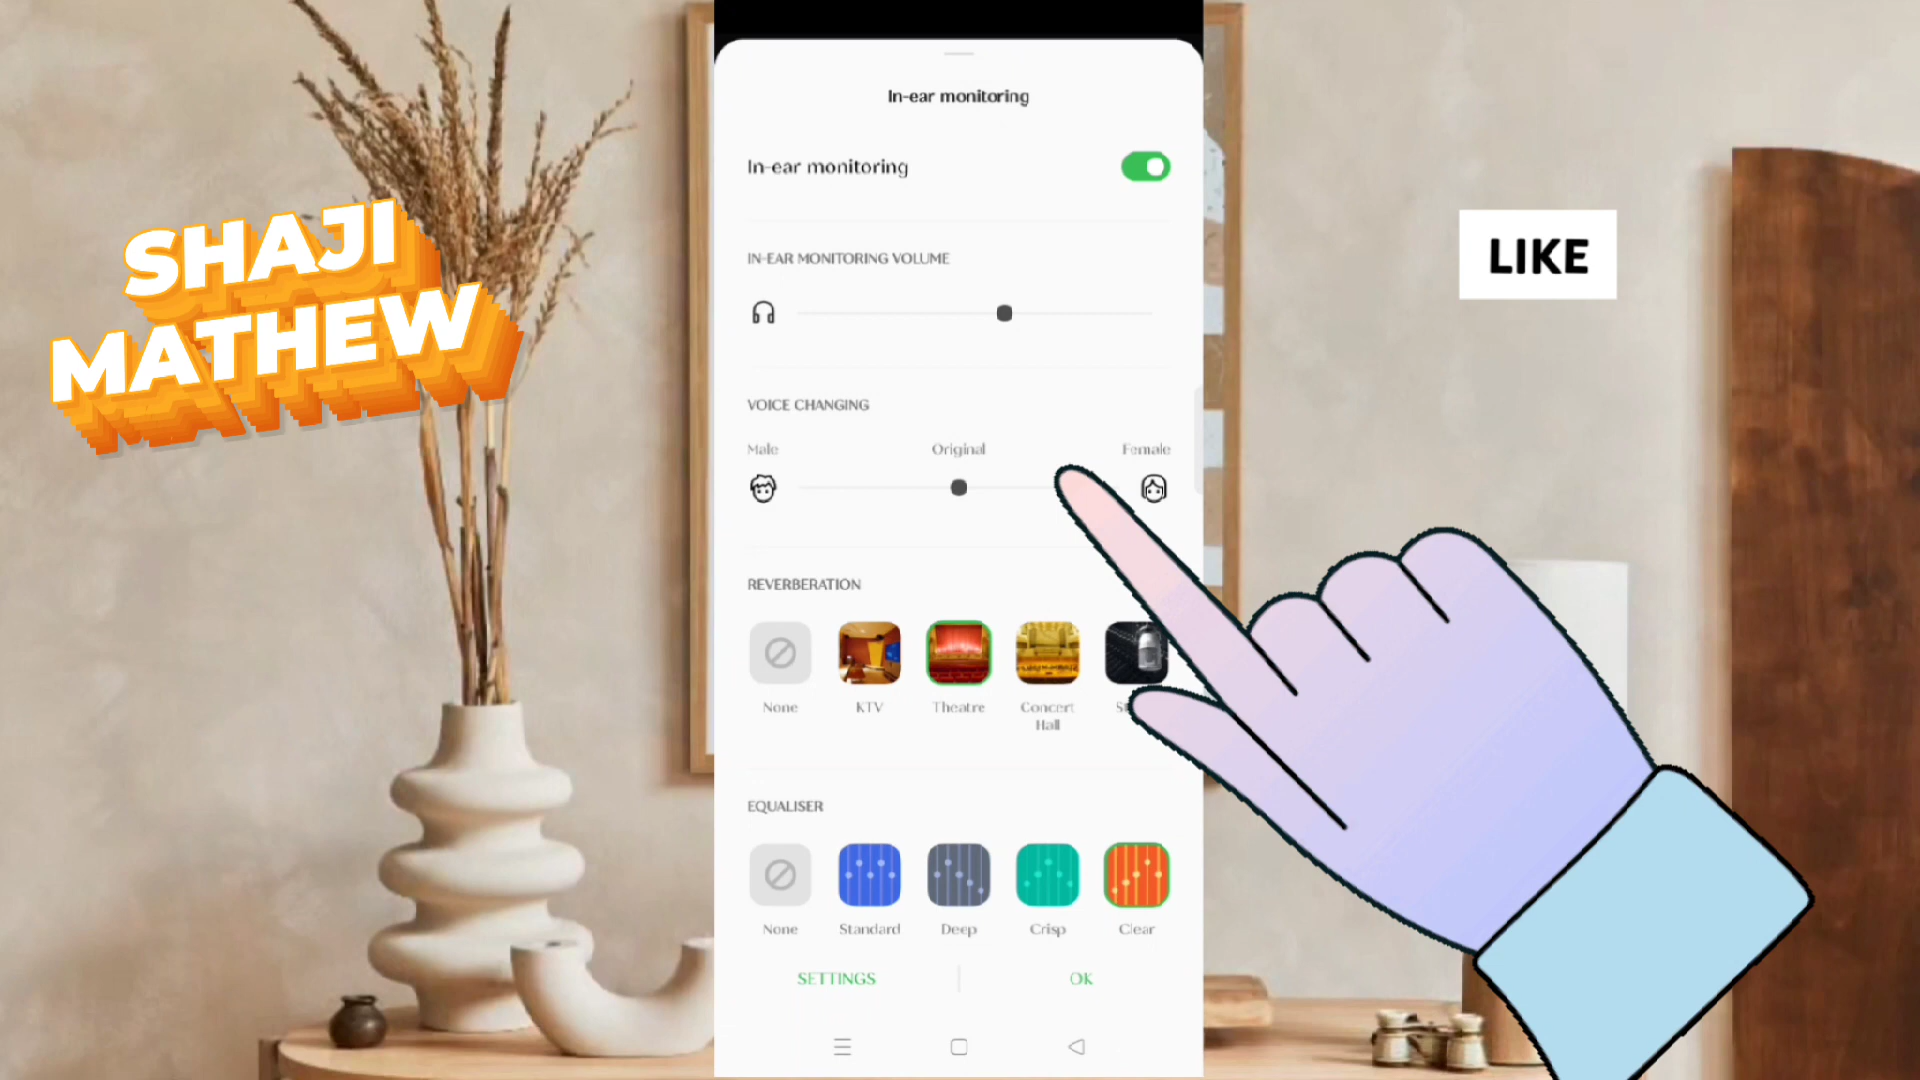 SHAJI
MATHEW
LIKE
In-ear monitoring
In-ear monitoring
IN-EAR MONITORING VOLUME
VOICE CHANGING
Male Original Female
REVERBERATION
None KTV Theatre Concert
Hall
EQUALISER
None Standard Deep Crisp Clear
SETTINGS OK